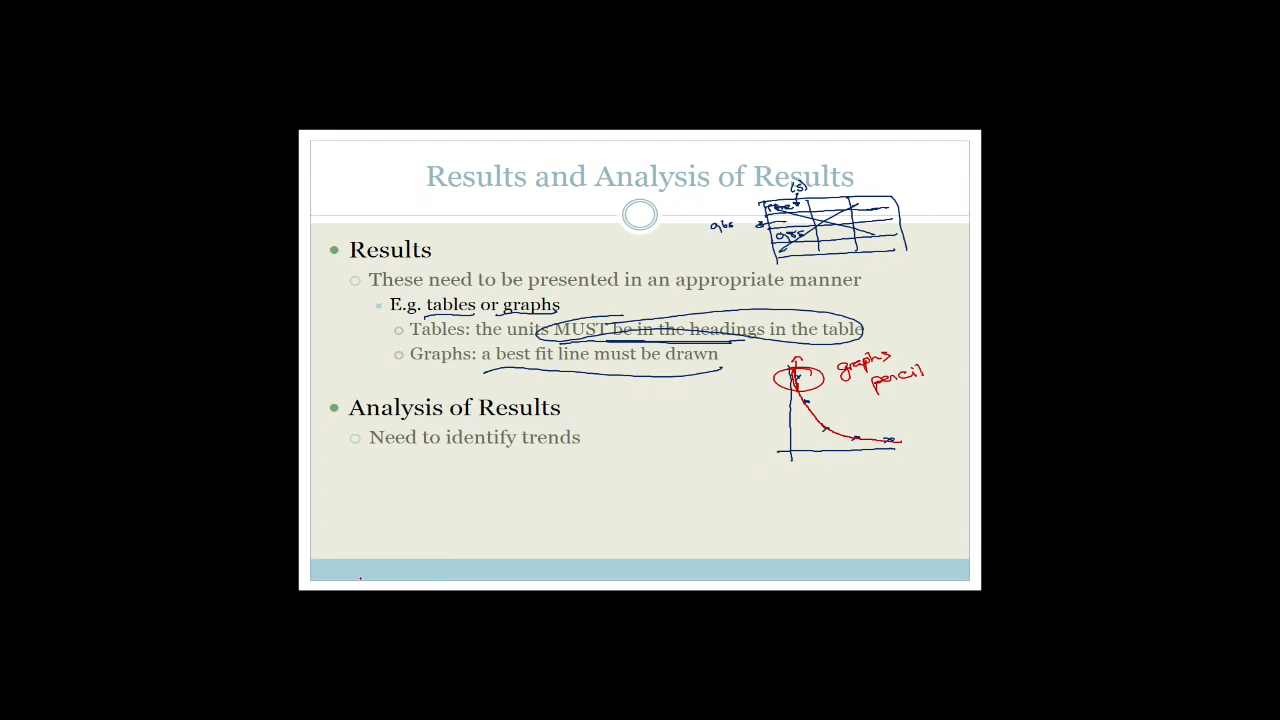 Results and Analysis of Results
(s)
Time
Results
These need to be presented in an appropriate manner
E.g. tables or graphs
Tables: the units MUST be in the headings in the table
Graphs: a best fit line must be drawn
graphs
pencil
Analysis of Results
Need to identify trends